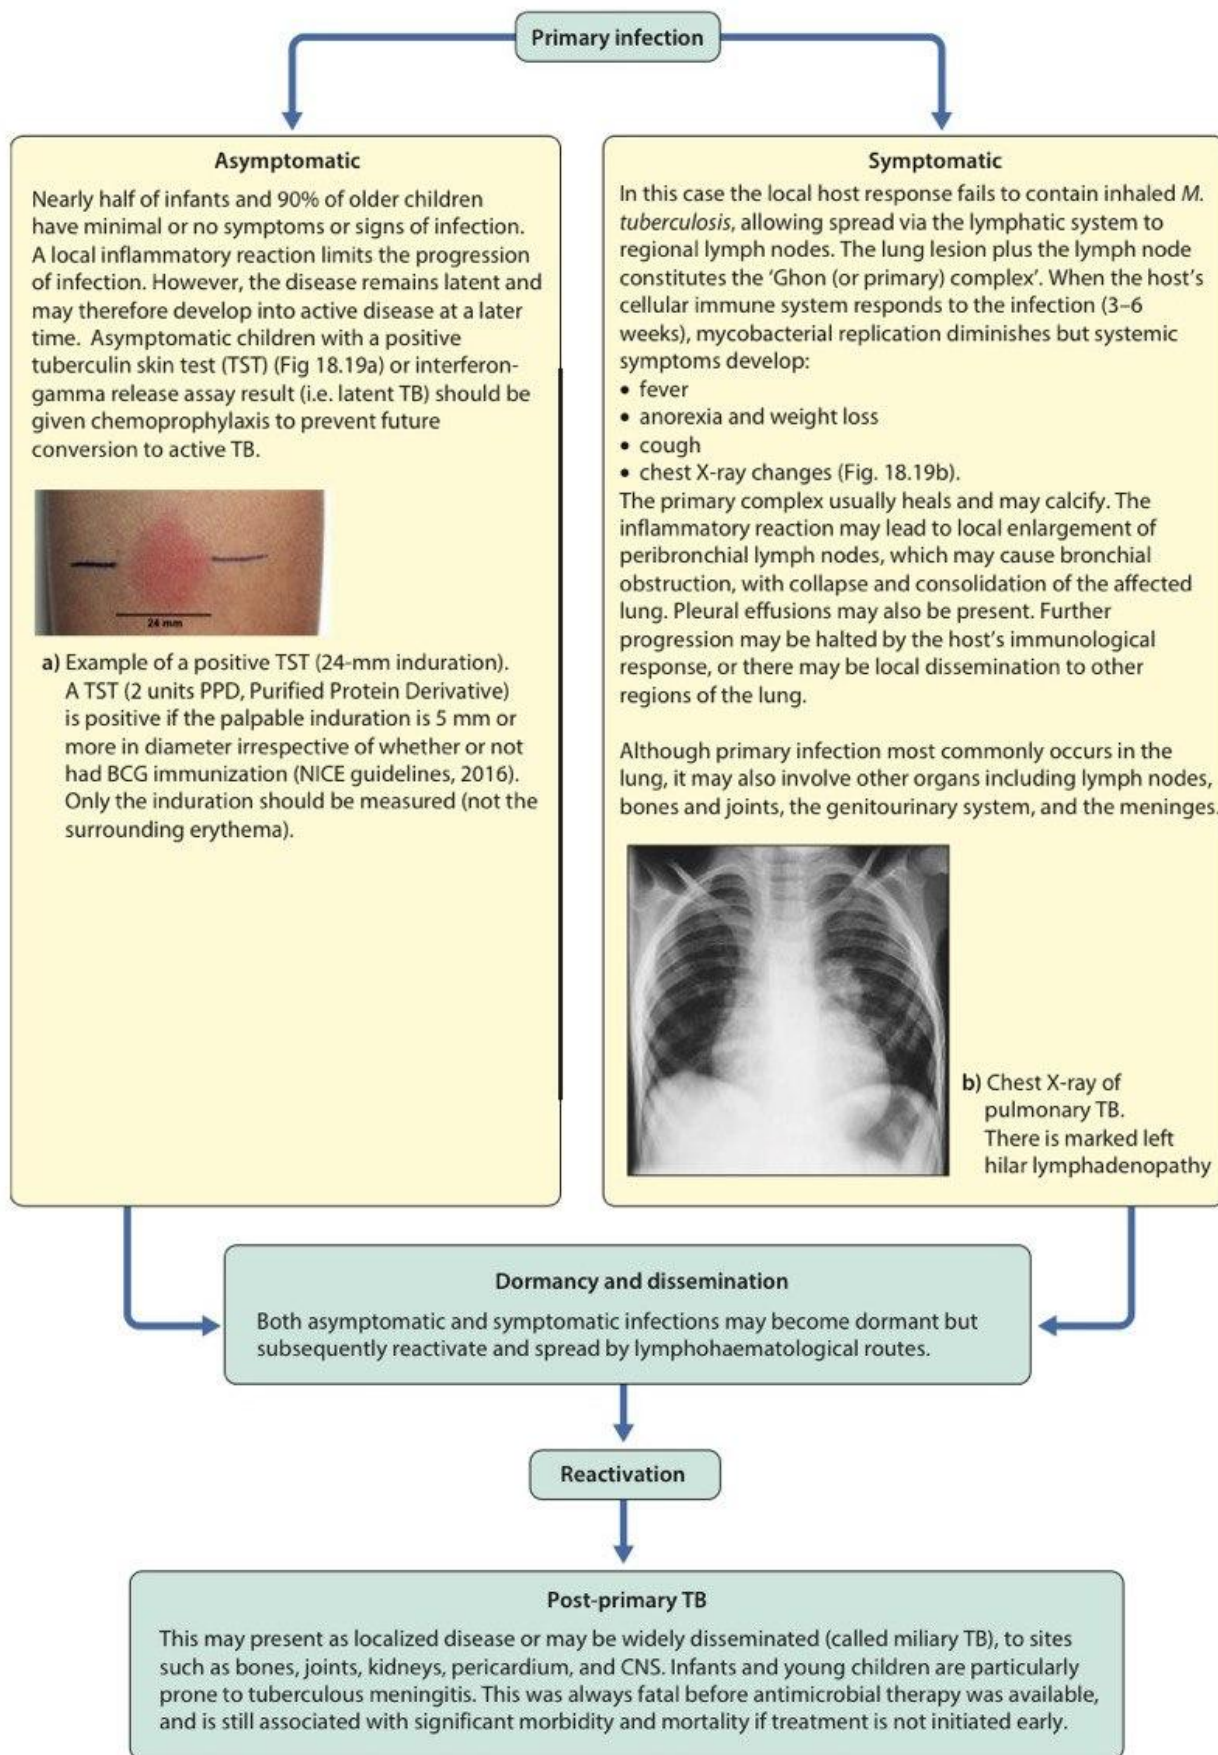 Primary infection
Asymptomatic
Nearly half of infants and 90% of older children
have minimal or no symptoms or signs of infection.
A local inflammatory reaction limits the progression
of infection. However, the disease remains latent and
may therefore develop into active disease at a later
time. Asymptomatic children with a positive
tuberculin skin test (TST) (Fig 18.19a) or interferon-
gamma release assay result (i.e. latent TB) should be
given chemoprophylaxis to prevent future
conversion to active TB.
24 mm
a) Example of a positive TST (24-mm induration).
A TST (2 units PPD, Purified Protein Derivative)
is positive if the palpable induration is 5 mm or
more in diameter irrespective of whether or not
had BCG immunization (NICE guidelines, 2016).
Only the induration should be measured (not the
surrounding erythema).
Symptomatic
In this case the local host response fails to contain inhaled M.
tuberculosis, allowing spread via the lymphatic system to
regional lymph nodes. The lung lesion plus the lymph node
constitutes the ‘Ghon (or primary) complex’. When the host’s
cellular immune system responds to the infection (3–6
weeks), mycobacterial replication diminishes but systemic
symptoms develop:
• fever
• anorexia and weight loss
• cough
• chest X-ray changes (Fig. 18.19b).
The primary complex usually heals and may calcify. The
inflammatory reaction may lead to local enlargement of
peribronchial lymph nodes, which may cause bronchial
obstruction, with collapse and consolidation of the affected
lung. Pleural effusions may also be present. Further
progression may be halted by the host’s immunological
response, or there may be local dissemination to other
regions of the lung.
Although primary infection most commonly occurs in the
lung, it may also involve other organs including lymph nodes,
bones and joints, the genitourinary system, and the meninges.
b) Chest X-ray of
pulmonary TB.
There is marked left
hilar lymphadenopathy
Dormancy and dissemination
Both asymptomatic and symptomatic infections may become dormant but
subsequently reactivate and spread by lymphohaematological routes.
Reactivation
Post-primary TB
This may present as localized disease or may be widely disseminated (called miliary TB), to sites
such as bones, joints, kidneys, pericardium, and CNS. Infants and young children are particularly
prone to tuberculous meningitis. This was always fatal before antimicrobial therapy was available,
and is still associated with significant morbidity and mortality if treatment is not initiated early.